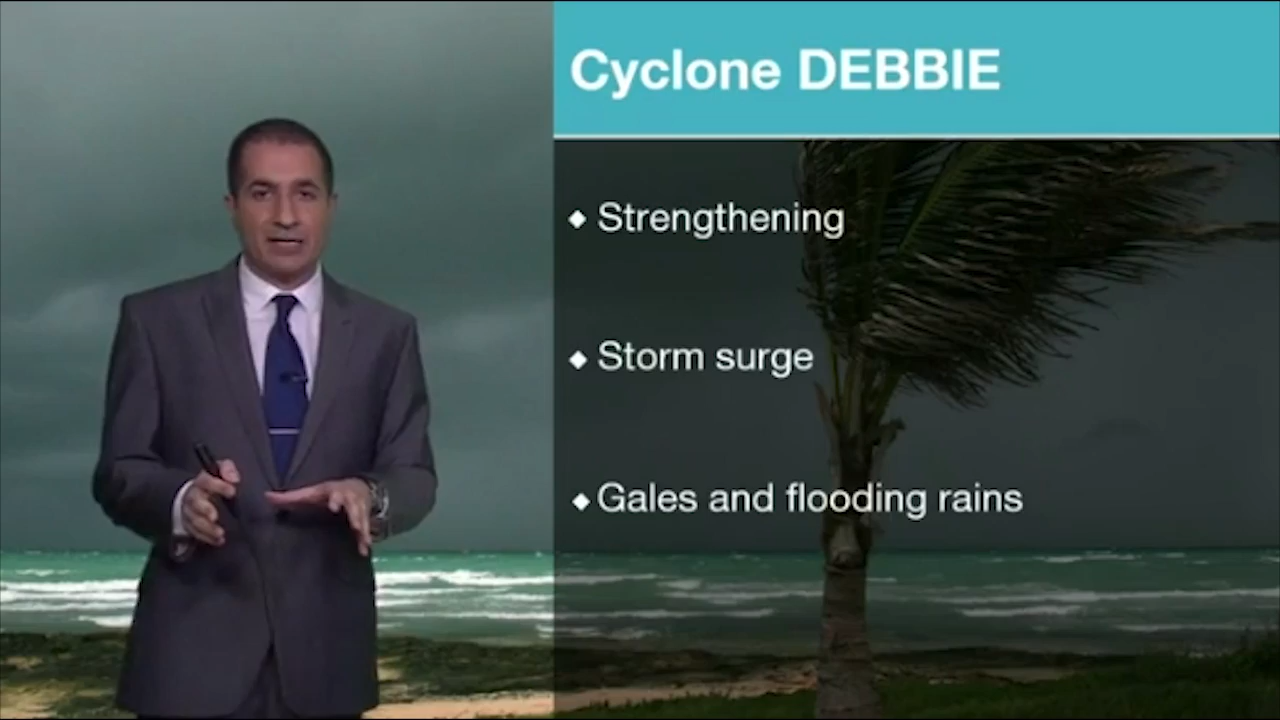 Cyclone DEBBIE
Strengthening
Storm surge
Gales and flooding rains